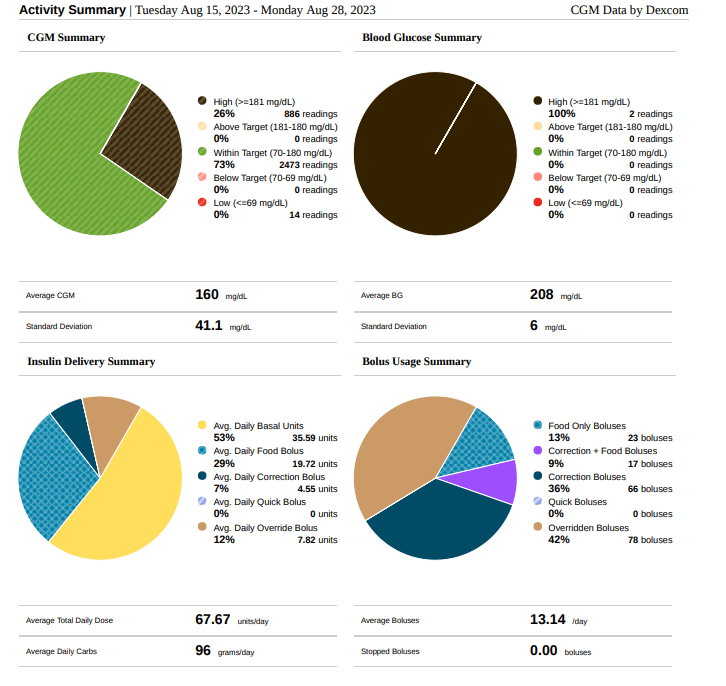 Activity Summary | Tuesday Aug 15, 2023 - Monday Aug 28, 2023 CGM Data by Dexcom
CGM Summary
High (>=181 mg/dL)
26% 886 readings
Above Target (181-180 mg/dL)
0% 0 readings
Within Target (70-180 mg/dL)
73% 2473 readings
Below Target (70-69 mg/dL)
0% 0 readings
Low (<=69 mg/dL)
0% 14 readings
Average CGM 160 mg/dL
Standard Deviation 41.1 mg/dL
Blood Glucose Summary
High (>=181 mg/dL)
100% 2 readings
Above Target (181-180 mg/dL)
0% 0 readings
Within Target (70-180 mg/dL)
0% 0 readings
Below Target (70-69 mg/dL)
0% 0 readings
Low (<=69 mg/dL)
0% 0 readings
Average BG 208 mg/dL
Standard Deviation 6 mg/dL
Insulin Delivery Summary
Avg. Daily Basal Units
53% 35.59 units
Avg. Daily Food Bolus
29% 19.72 units
Avg. Daily Correction Bolus
7% 4.55 units
Avg. Daily Quick Bolus
0% 0 units
Avg. Daily Override Bolus
12% 7.82 units
Average Total Daily Dose 67.67 units/day
Average Daily Carbs 96 grams/day
Bolus Usage Summary
Food Only Boluses
13% 23 boluses
Correction + Food Boluses
9% 17 boluses
Correction Boluses
36% 66 boluses
Quick Boluses
0% 0 boluses
Overridden Boluses
42% 78 boluses
Average Boluses 13.14 /day
Stopped Boluses 0.00 boluses